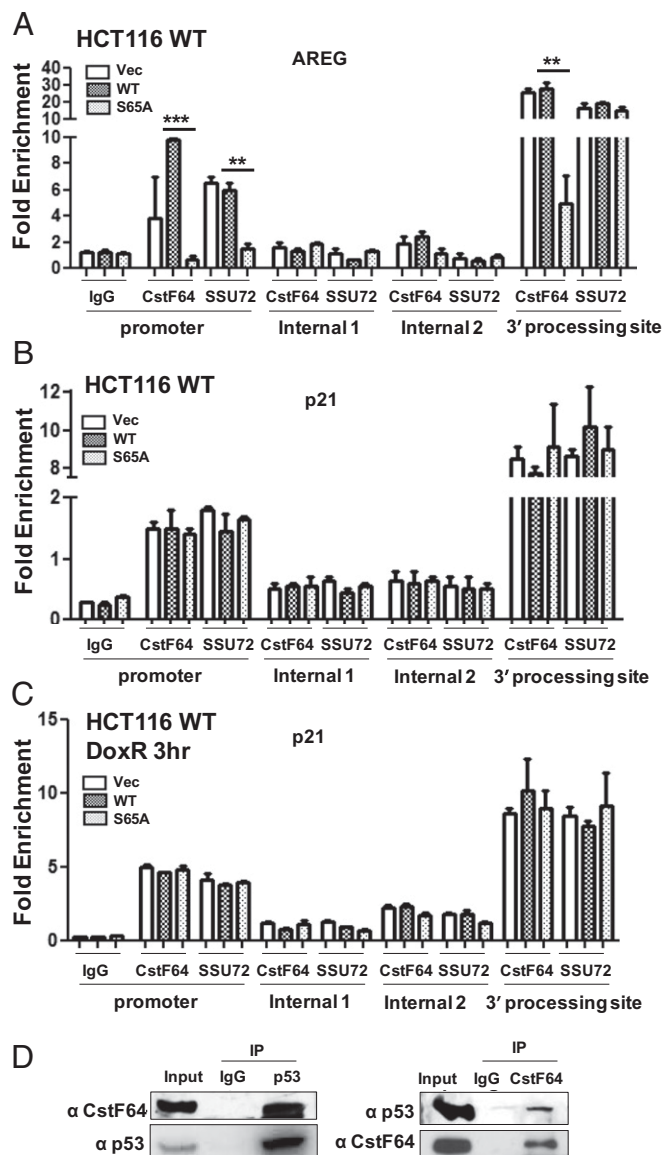 A
HCT116 WT
AREG
Vec
WT
S65A
Fold Enrichment
40
30
20
10
10
8
6
4
2
0
***
**
**
CstF64 SSU72 CstF64 SSU72 CstF64 SSU72 CstF64 SSU72
IgG
promoter Internal 1 Internal 2 3′ processing site
B
HCT116 WT
p21
Vec
WT
S65A
Fold Enrichment
12
10
8
2
1
0
IgG CstF64 SSU72 CstF64 SSU72 CstF64 SSU72 CstF64 SSU72
promoter Internal 1 Internal 2 3′ processing site
C
HCT116 WT
DoxR 3hr
p21
Vec
WT
S65A
Fold Enrichment
15
10
5
0
IgG CstF64 SSU72 CstF64 SSU72 CstF64 SSU72 CstF64 SSU72
promoter Internal 1 Internal 2 3′ processing site
D
IP
Input IgG p53
α CstF64
α p53
IP
Input IgG CstF64
α p53
α CstF64